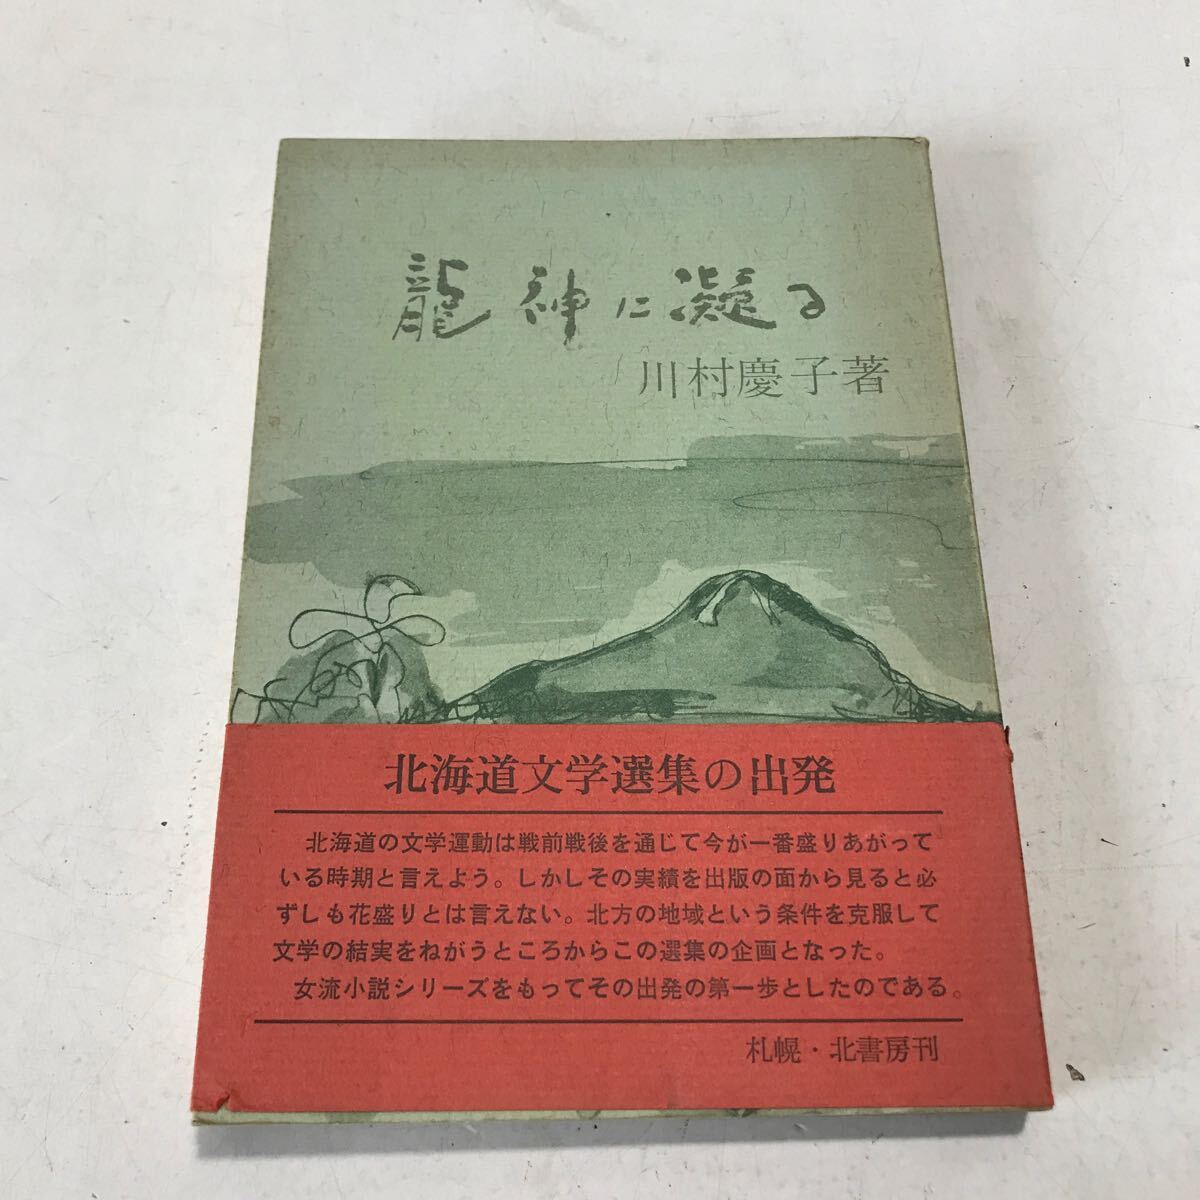 龍神に凝る
川村慶子著
北海道文学選集の出発
北海道の文学運動は戦前戦後を通じて今が一番盛りあがって
いる時期と言えよう。しかしその実績を出版の面から見ると必
ずしも花盛りとは言えない。北方の地域という条件を克服して
文学の結実をねがうところからこの選集の企画となった。
女流小説シリーズをもってその出発の第一歩としたのである。
札幌・北書房刊